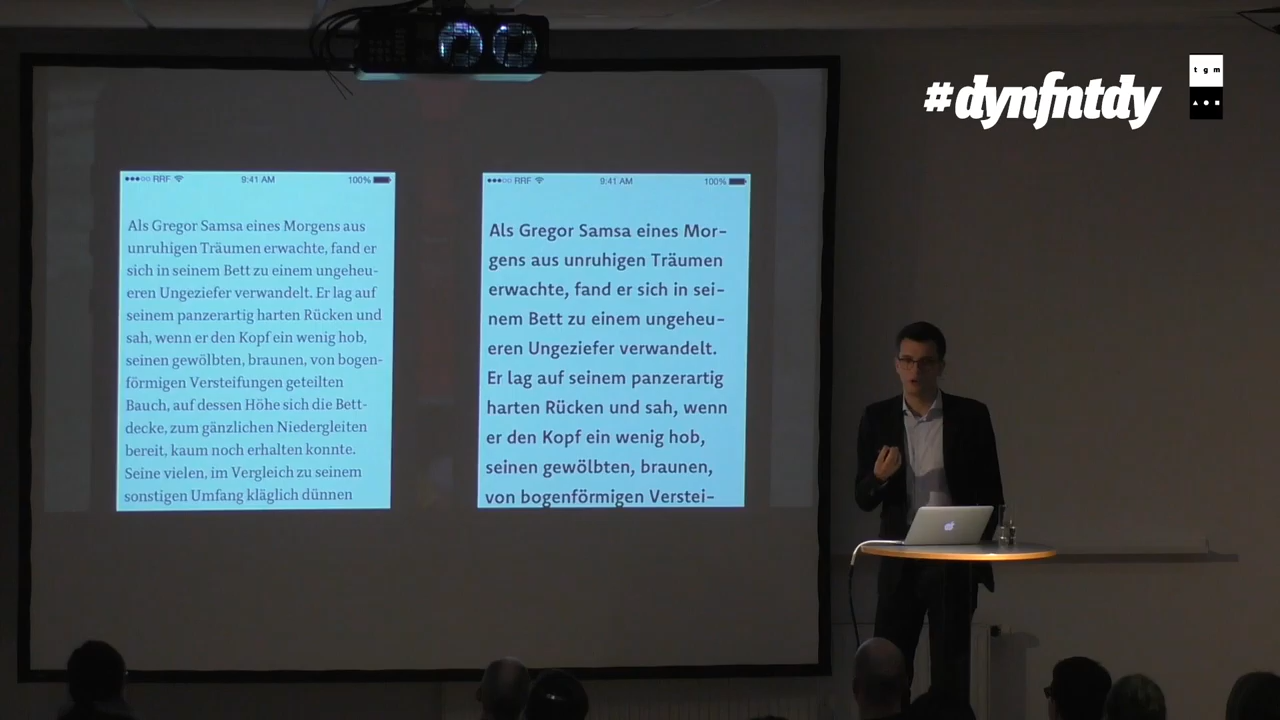 #dynfntdy
t g m
RRF 9:41 AM 100%
Als Gregor Samsa eines Morgens aus
unruhigen Träumen erwachte, fand er
sich in seinem Bett zu einem ungeheu-
eren Ungeziefer verwandelt. Er lag auf
seinem panzerartig harten Rücken und
sah, wenn er den Kopf ein wenig hob,
seinen gewölbten, braunen, von bogen-
förmigen Versteifungen geteilten
Bauch, auf dessen Höhe sich die Bett-
decke, zum gänzlichen Niedergleiten
bereit, kaum noch erhalten konnte.
Seine vielen, im Vergleich zu seinem
sonstigen Umfang kläglich dünnen
RRF 9:41 AM 100%
Als Gregor Samsa eines Mor-
gens aus unruhigen Träumen
erwachte, fand er sich in sei-
nem Bett zu einem ungeheu-
eren Ungeziefer verwandelt.
Er lag auf seinem panzerartig
harten Rücken und sah, wenn
er den Kopf ein wenig hob,
seinen gewölbten, braunen,
von bogenförmigen Verstei-